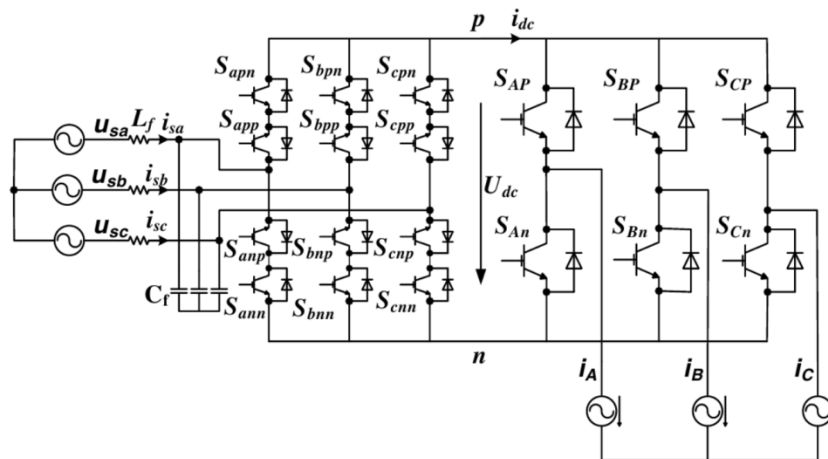 p i_dc
S_apn S_bpn S_cpn S_AP S_BP S_CP
S_app S_bpp S_cpp
u_sa L_f i_sa
u_sb i_sb
U_dc
u_sc i_sc
S_anp S_bnp S_cnp S_An S_Bn S_Cn
C_f S_ann S_bnn S_cnn
n
i_A i_B i_C